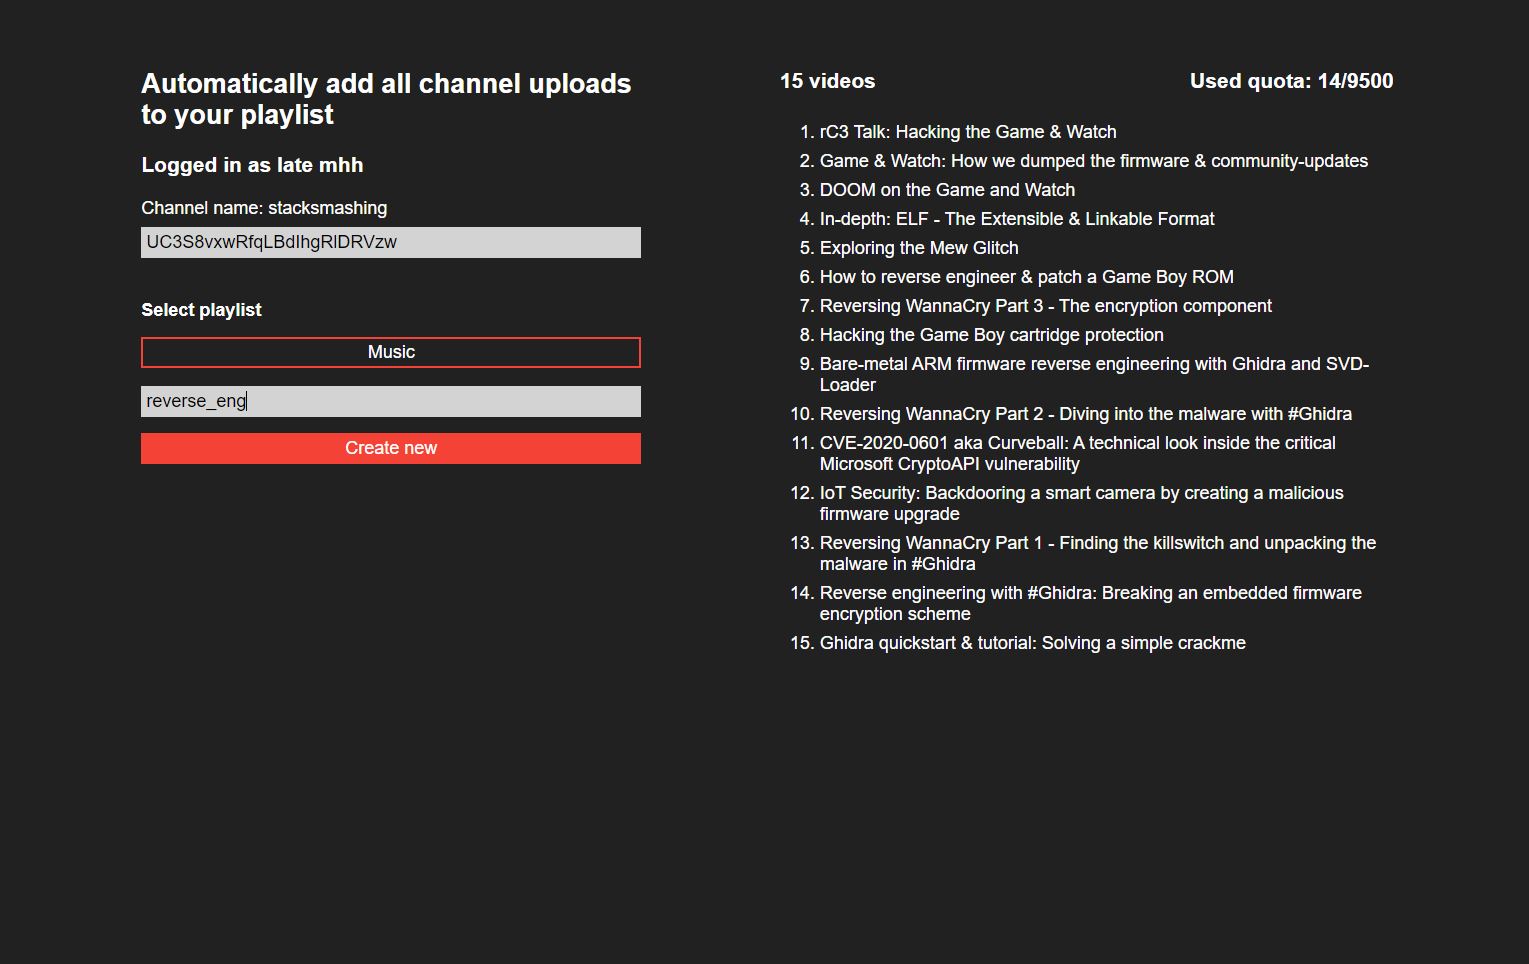 Automatically add all channel uploads
to your playlist
Logged in as late mhh
Channel name: stacksmashing
UC3S8vxwRfqLBdIhgRlDRVzw
Select playlist
Music
reverse_eng
Create new
15 videos
Used quota: 14/9500
1. rC3 Talk: Hacking the Game & Watch
2. Game & Watch: How we dumped the firmware & community-updates
3. DOOM on the Game and Watch
4. In-depth: ELF - The Extensible & Linkable Format
5. Exploring the Mew Glitch
6. How to reverse engineer & patch a Game Boy ROM
7. Reversing WannaCry Part 3 - The encryption component
8. Hacking the Game Boy cartridge protection
9. Bare-metal ARM firmware reverse engineering with Ghidra and SVD-
Loader
10. Reversing WannaCry Part 2 - Diving into the malware with #Ghidra
11. CVE-2020-0601 aka Curveball: A technical look inside the critical
Microsoft CryptoAPI vulnerability
12. IoT Security: Backdooring a smart camera by creating a malicious
firmware upgrade
13. Reversing WannaCry Part 1 - Finding the killswitch and unpacking the
malware in #Ghidra
14. Reverse engineering with #Ghidra: Breaking an embedded firmware
encryption scheme
15. Ghidra quickstart & tutorial: Solving a simple crackme